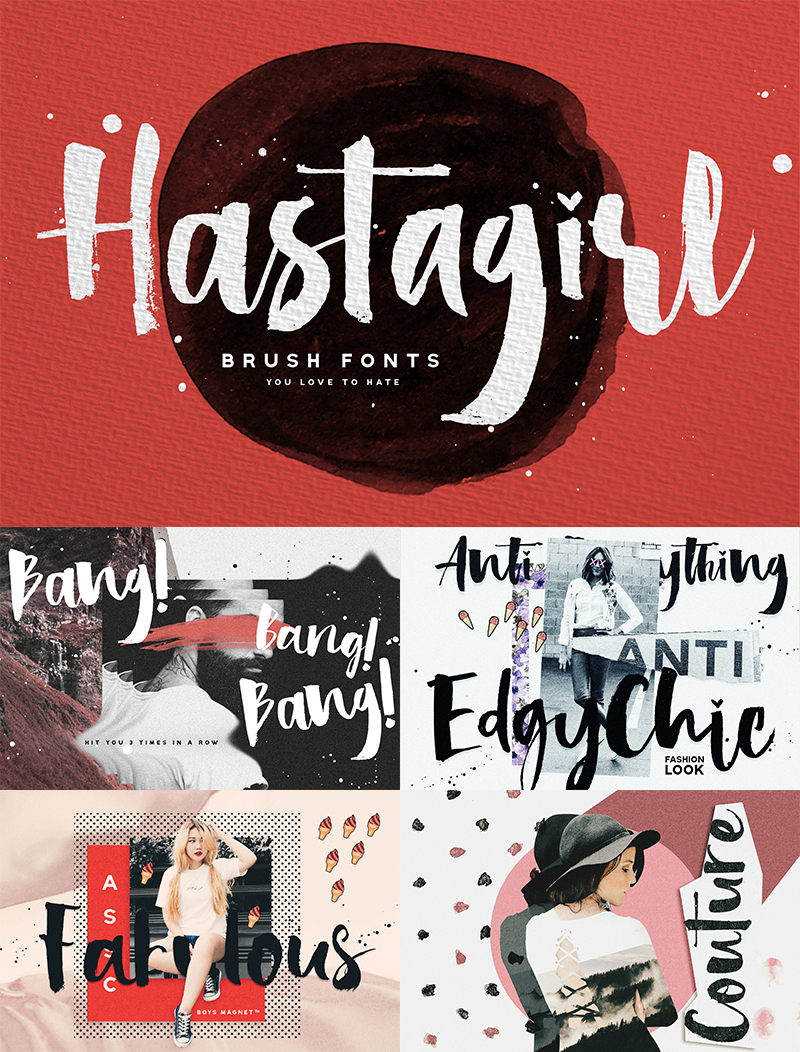 Hastagirl
BRUSH FONTS
YOU LOVE TO HATE
Bang!
Bang!
Bang!
HIT YOU 3 TIMES IN A ROW
Anti ything
ANTI
EdgyChic
FASHION
LOOK
Fabulous
BOYS MAGNET™
Couture